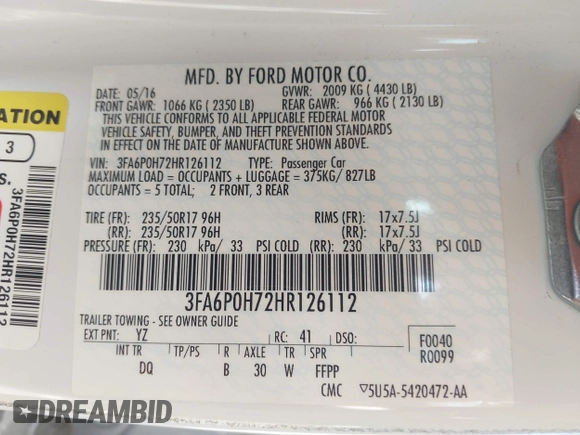 MFD. BY FORD MOTOR CO.
DATE: 05/16 GVWR: 2009 KG ( 4430 LB)
FRONT GAWR: 1066 KG ( 2350 LB) REAR GAWR: 966 KG ( 2130 LB)
THIS VEHICLE CONFORMS TO ALL APPLICABLE FEDERAL MOTOR
VEHICLE SAFETY, BUMPER, AND THEFT PREVENTION STANDARDS
IN EFFECT ON THE DATE OF MANUFACTURE SHOWN ABOVE.
VIN: 3FA6P0H72HR126112 TYPE: Passenger Car
MAXIMUM LOAD = OCCUPANTS + LUGGAGE = 375KG/ 827LB
OCCUPANTS = 5 TOTAL; 2 FRONT, 3 REAR
TIRE (FR): 235/50R17 96H RIMS (FR): 17x7.5J
(RR): 235/50R17 96H (RR): 17x7.5J
PRESSURE (FR): 230 kPa/ 33 PSI COLD (RR): 230 kPa/ 33 PSI COLD
3FA6P0H72HR126112
TRAILER TOWING - SEE OWNER GUIDE
EXT PNT: YZ RC: 41 DSO:
F0040
R0099
INT TR TP/PS R AXLE TR SPR
DQ B 30 W FFPP
CMC ▽5U5A-5420472-AA
ATION
3
S.
3FA6P0H72HR126112
DREAMBID